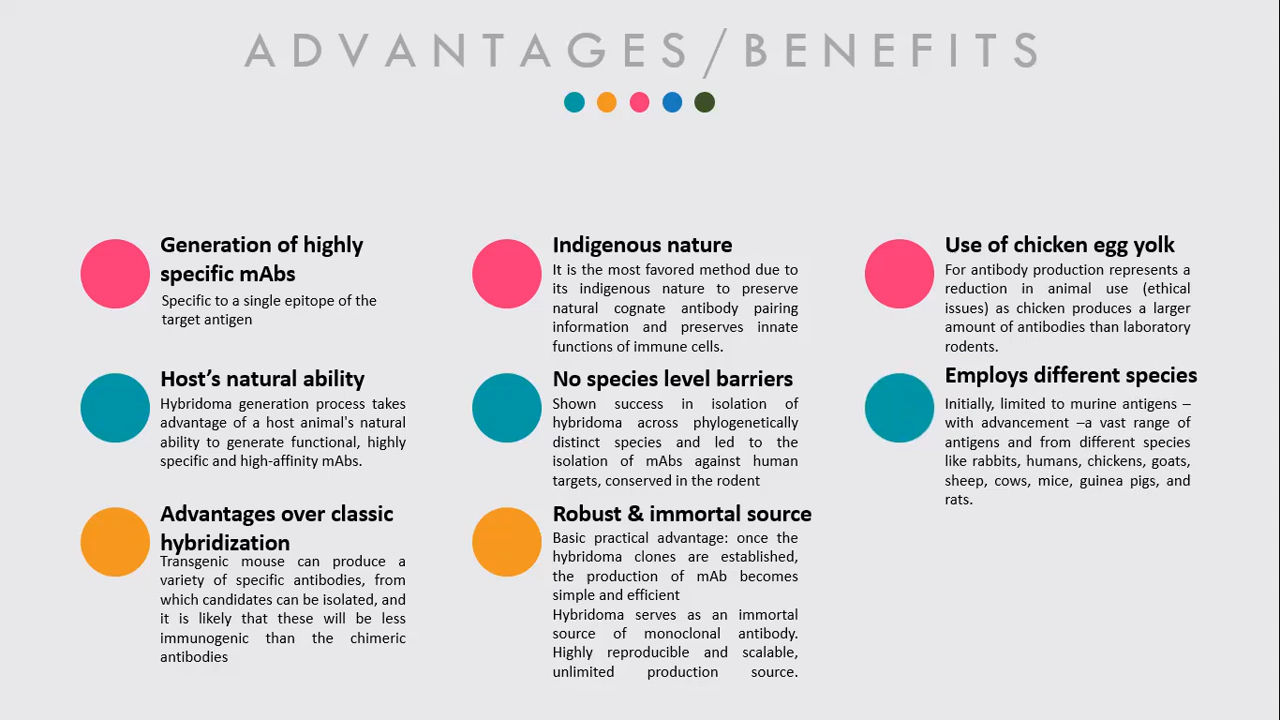 ADVANTAGES/BENEFITS
Generation of highly
specific mAbs
Specific to a single epitope of the
target antigen
Host’s natural ability
Hybridoma generation process takes
advantage of a host animal's natural
ability to generate functional, highly
specific and high-affinity mAbs.
Advantages over classic
hybridization
Transgenic mouse can produce a
variety of specific antibodies, from
which candidates can be isolated, and
it is likely that these will be less
immunogenic than the chimeric
antibodies
Indigenous nature
It is the most favored method due to
its indigenous nature to preserve
natural cognate antibody pairing
information and preserves innate
functions of immune cells.
No species level barriers
Shown success in isolation of
hybridoma across phylogenetically
distinct species and led to the
isolation of mAbs against human
targets, conserved in the rodent
Robust & immortal source
Basic practical advantage: once the
hybridoma clones are established,
the production of mAb becomes
simple and efficient
Hybridoma serves as an immortal
source of monoclonal antibody.
Highly reproducible and scalable,
unlimited production source.
Use of chicken egg yolk
For antibody production represents a
reduction in animal use (ethical
issues) as chicken produces a larger
amount of antibodies than laboratory
rodents.
Employs different species
Initially, limited to murine antigens –
with advancement –a vast range of
antigens and from different species
like rabbits, humans, chickens, goats,
sheep, cows, mice, guinea pigs, and
rats.